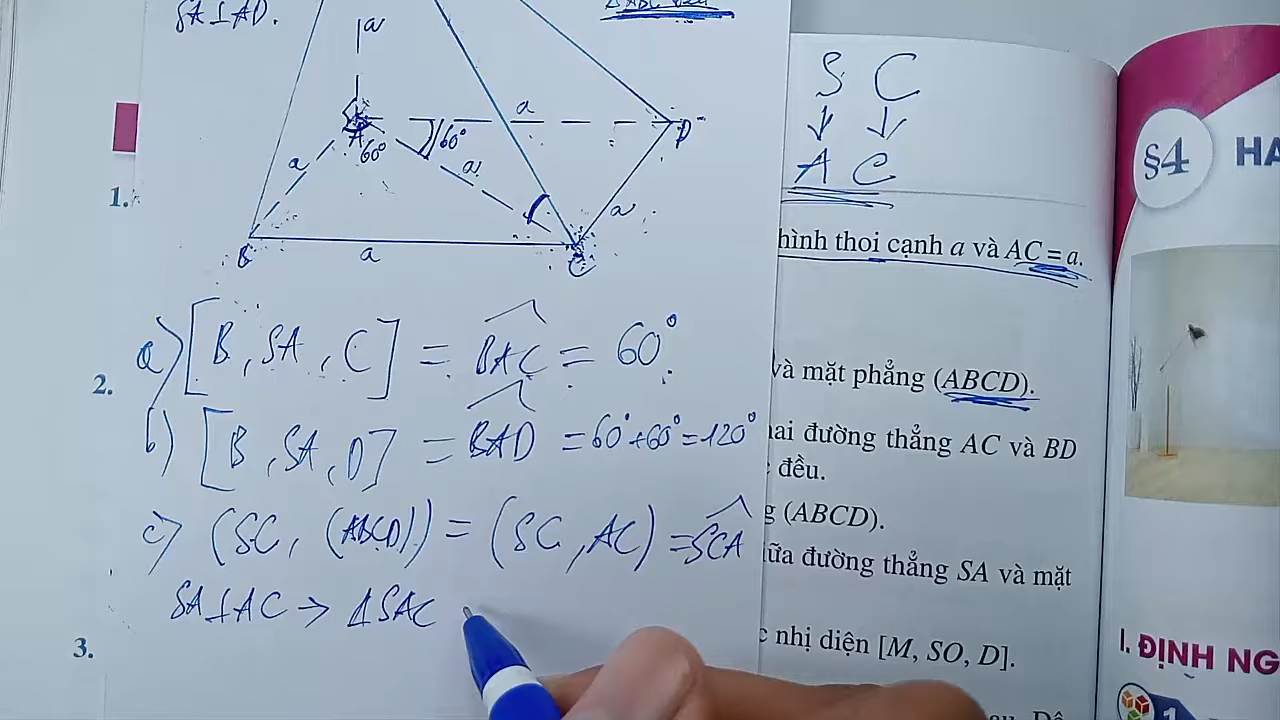 SA⊥AD.
a
S C
A C
§4 HA
a
60°
A
60°
a
a
D
1.
a
B
a
C
hình thoi cạnh a và AC = a.
a) [B, SA, C] = BAC = 60°
2.
và mặt phẳng (ABCD).
b) [B, SA, D] = BAD = 60°+60°=120°
hai đường thẳng AC và BD
đều.
c) (SC, (ABCD)) = (SC, AC) = SCA
g (ABCD).
ữa đường thẳng SA và mặt
SA⊥AC → ΔSAC
3.
c nhị diện [M, SO, D].
I. ĐỊNH NG
1